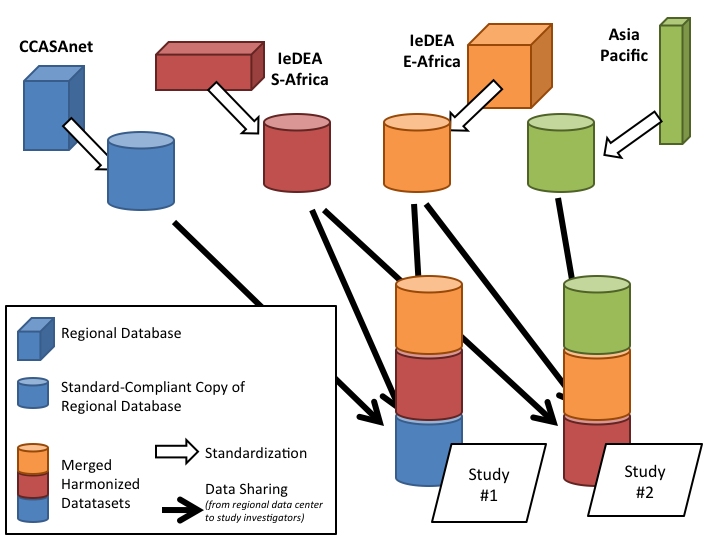 CCASAnet
IeDEA
S-Africa
IeDEA
E-Africa
Asia
Pacific
Regional Database
Standard-Compliant Copy of
Regional Database
Merged
Harmonized
Datatasets
Standardization
Data Sharing
(from regional data center
to study investigators)
Study
#1
Study
#2